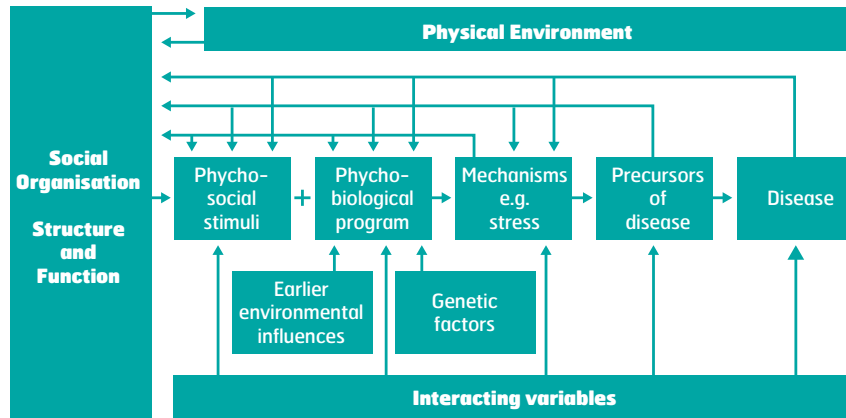 Physical Environment
Social
Organisation
Structure
and
Function
Phycho-
social
stimuli
+
Phycho-
biological
program
Mechanisms
e.g.
stress
Precursors
of
disease
Disease
Earlier
environmental
influences
Genetic
factors
Interacting variables